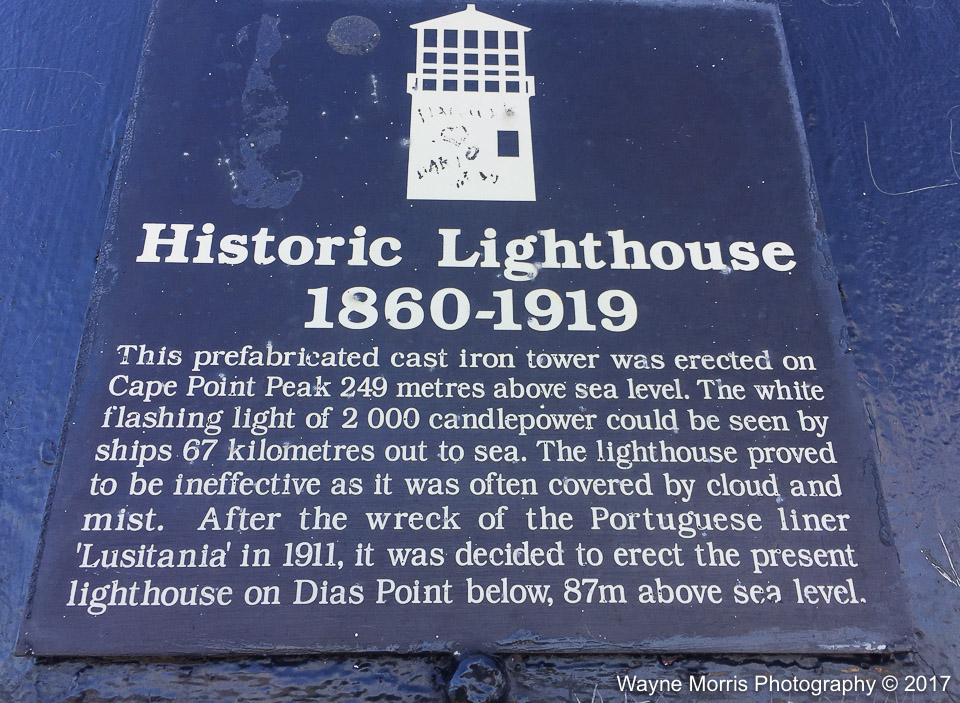 Historic Lighthouse
1860-1919
This prefabricated cast iron tower was erected on
Cape Point Peak 249 metres above sea level. The white
flashing light of 2 000 candlepower could be seen by
ships 67 kilometres out to sea. The lighthouse proved
to be ineffective as it was often covered by cloud and
mist. After the wreck of the Portuguese liner
'Lusitania' in 1911, it was decided to erect the present
lighthouse on Dias Point below, 87m above sea level.
Wayne Morris Photography © 2017